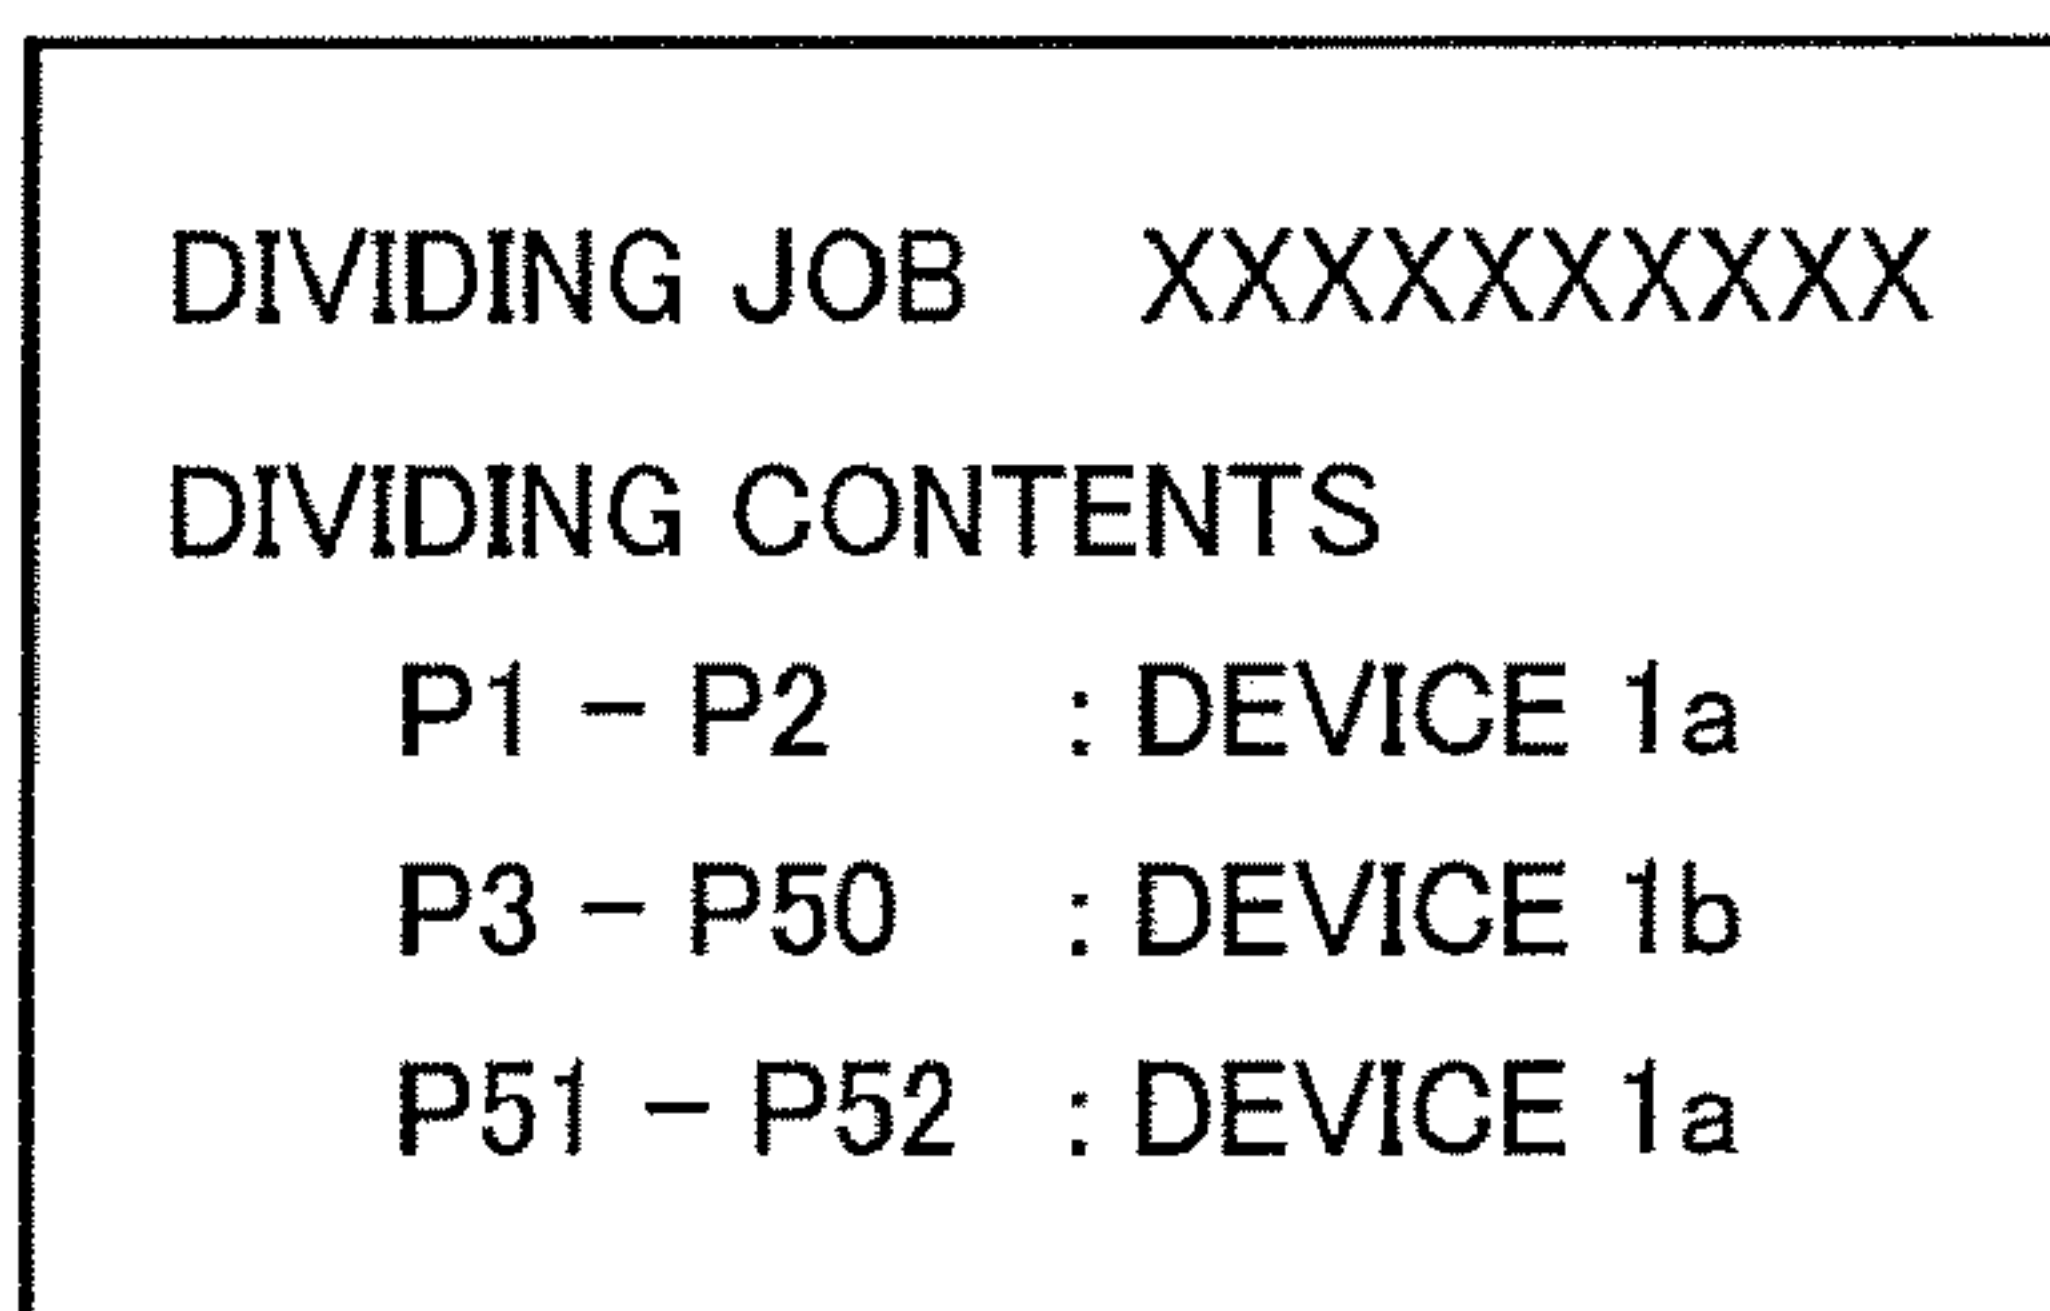 DIVIDING JOB XXXXXXXXXX
DIVIDING CONTENTS
P1 – P2 : DEVICE 1a
P3 – P50 : DEVICE 1b
P51 – P52 : DEVICE 1a